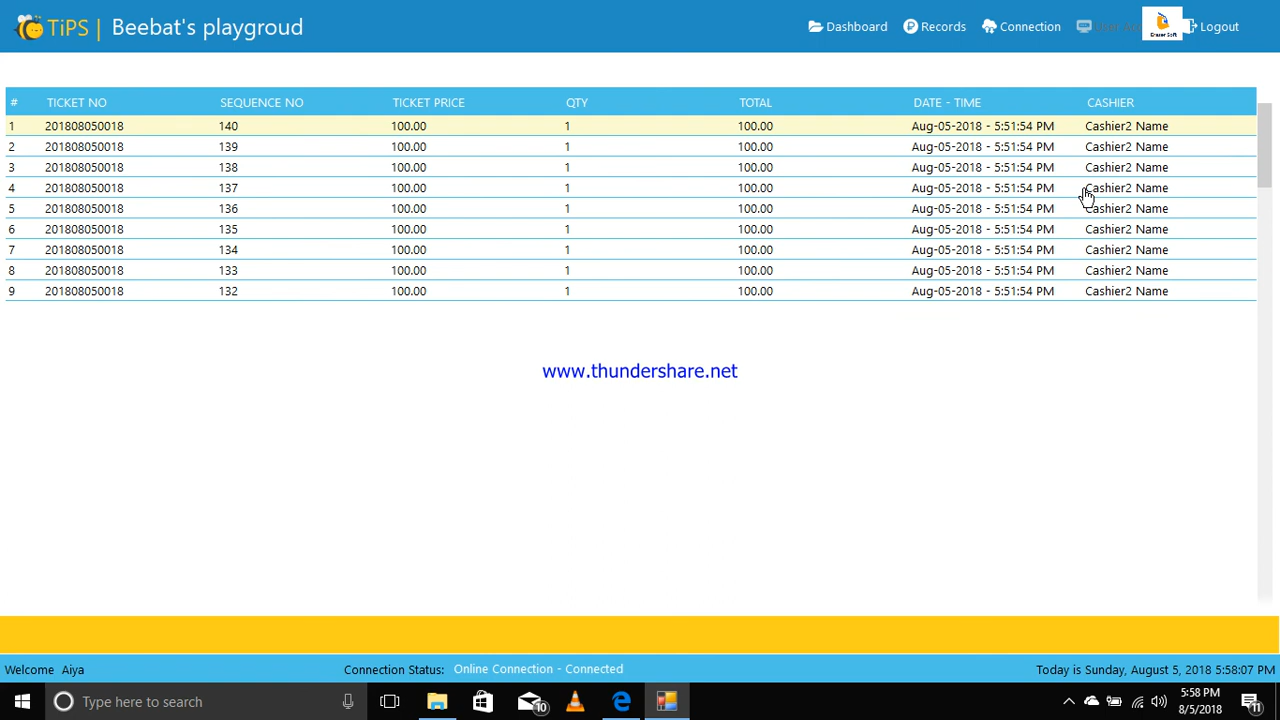 TiPS | Beebat's playgroud Dashboard Records Connection Logout
Eraser Soft
# TICKET NO SEQUENCE NO TICKET PRICE QTY TOTAL DATE - TIME CASHIER
1 201808050018 140 100.00 1 100.00 Aug-05-2018 - 5:51:54 PM Cashier2 Name
2 201808050018 139 100.00 1 100.00 Aug-05-2018 - 5:51:54 PM Cashier2 Name
3 201808050018 138 100.00 1 100.00 Aug-05-2018 - 5:51:54 PM Cashier2 Name
4 201808050018 137 100.00 1 100.00 Aug-05-2018 - 5:51:54 PM Cashier2 Name
5 201808050018 136 100.00 1 100.00 Aug-05-2018 - 5:51:54 PM Cashier2 Name
6 201808050018 135 100.00 1 100.00 Aug-05-2018 - 5:51:54 PM Cashier2 Name
7 201808050018 134 100.00 1 100.00 Aug-05-2018 - 5:51:54 PM Cashier2 Name
8 201808050018 133 100.00 1 100.00 Aug-05-2018 - 5:51:54 PM Cashier2 Name
9 201808050018 132 100.00 1 100.00 Aug-05-2018 - 5:51:54 PM Cashier2 Name
www.thundershare.net
Welcome Aiya Connection Status: Online Connection - Connected Today is Sunday, August 5, 2018 5:58:07 PM
Type here to search 10 5:58 PM
8/5/2018 11